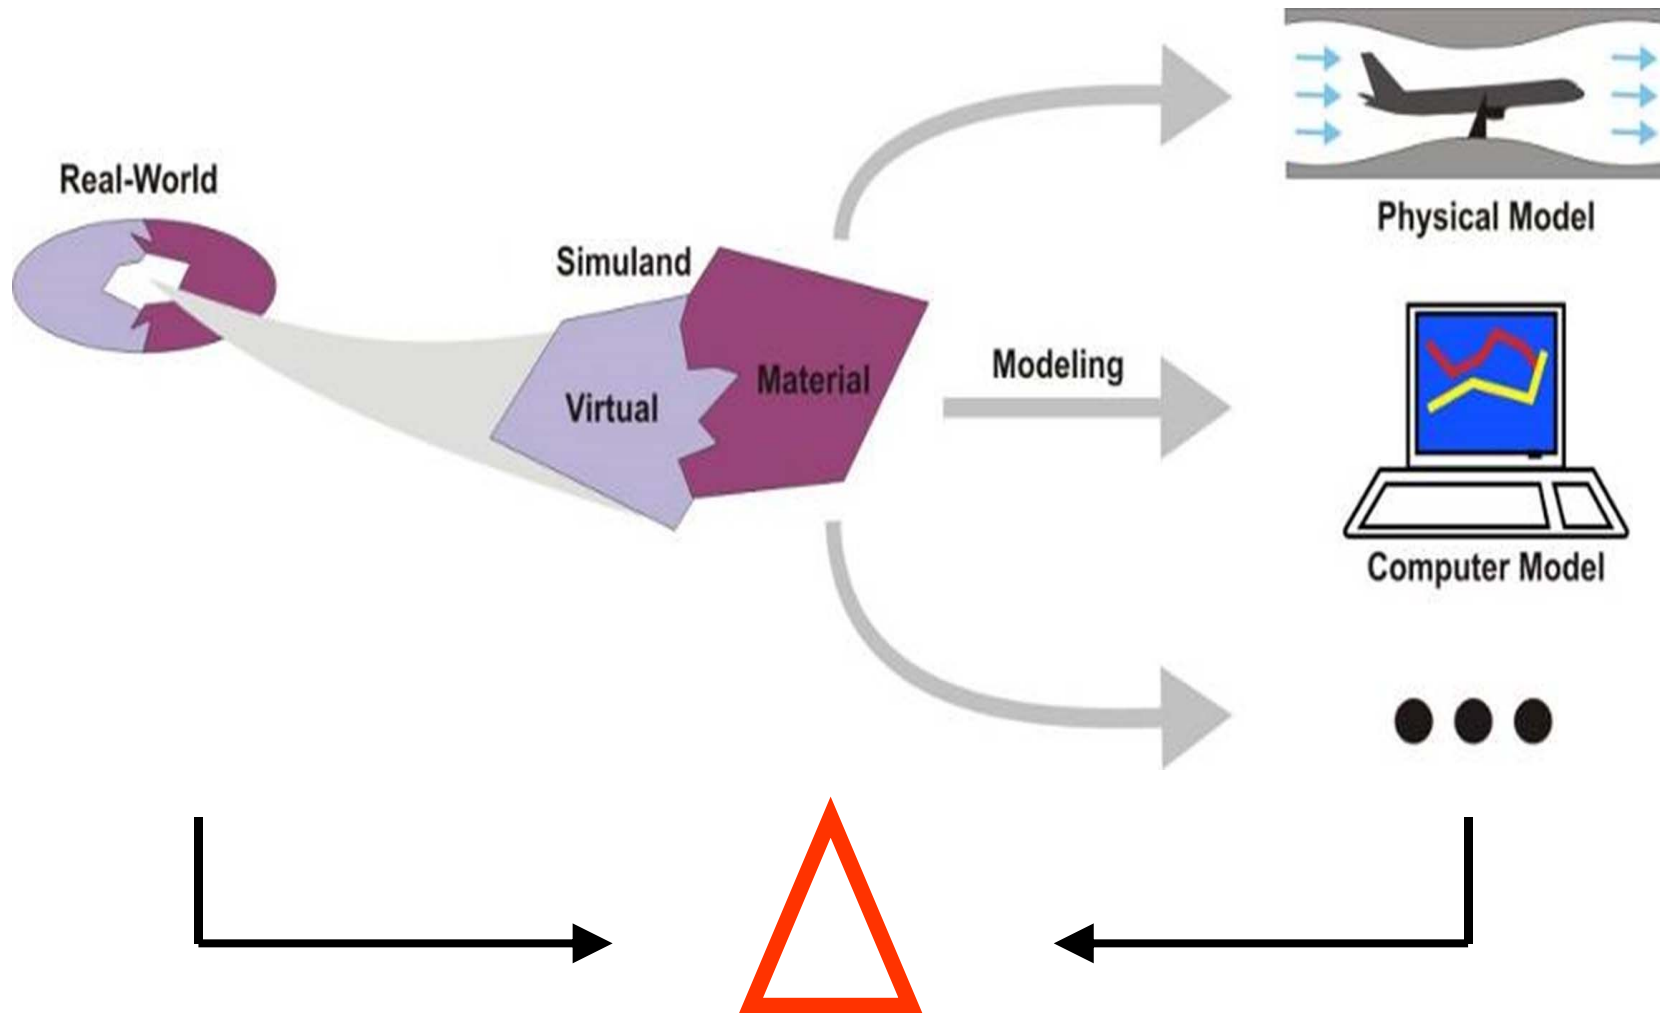 Real-World
Simuland
Virtual
Material
Modeling
Physical Model
Computer Model